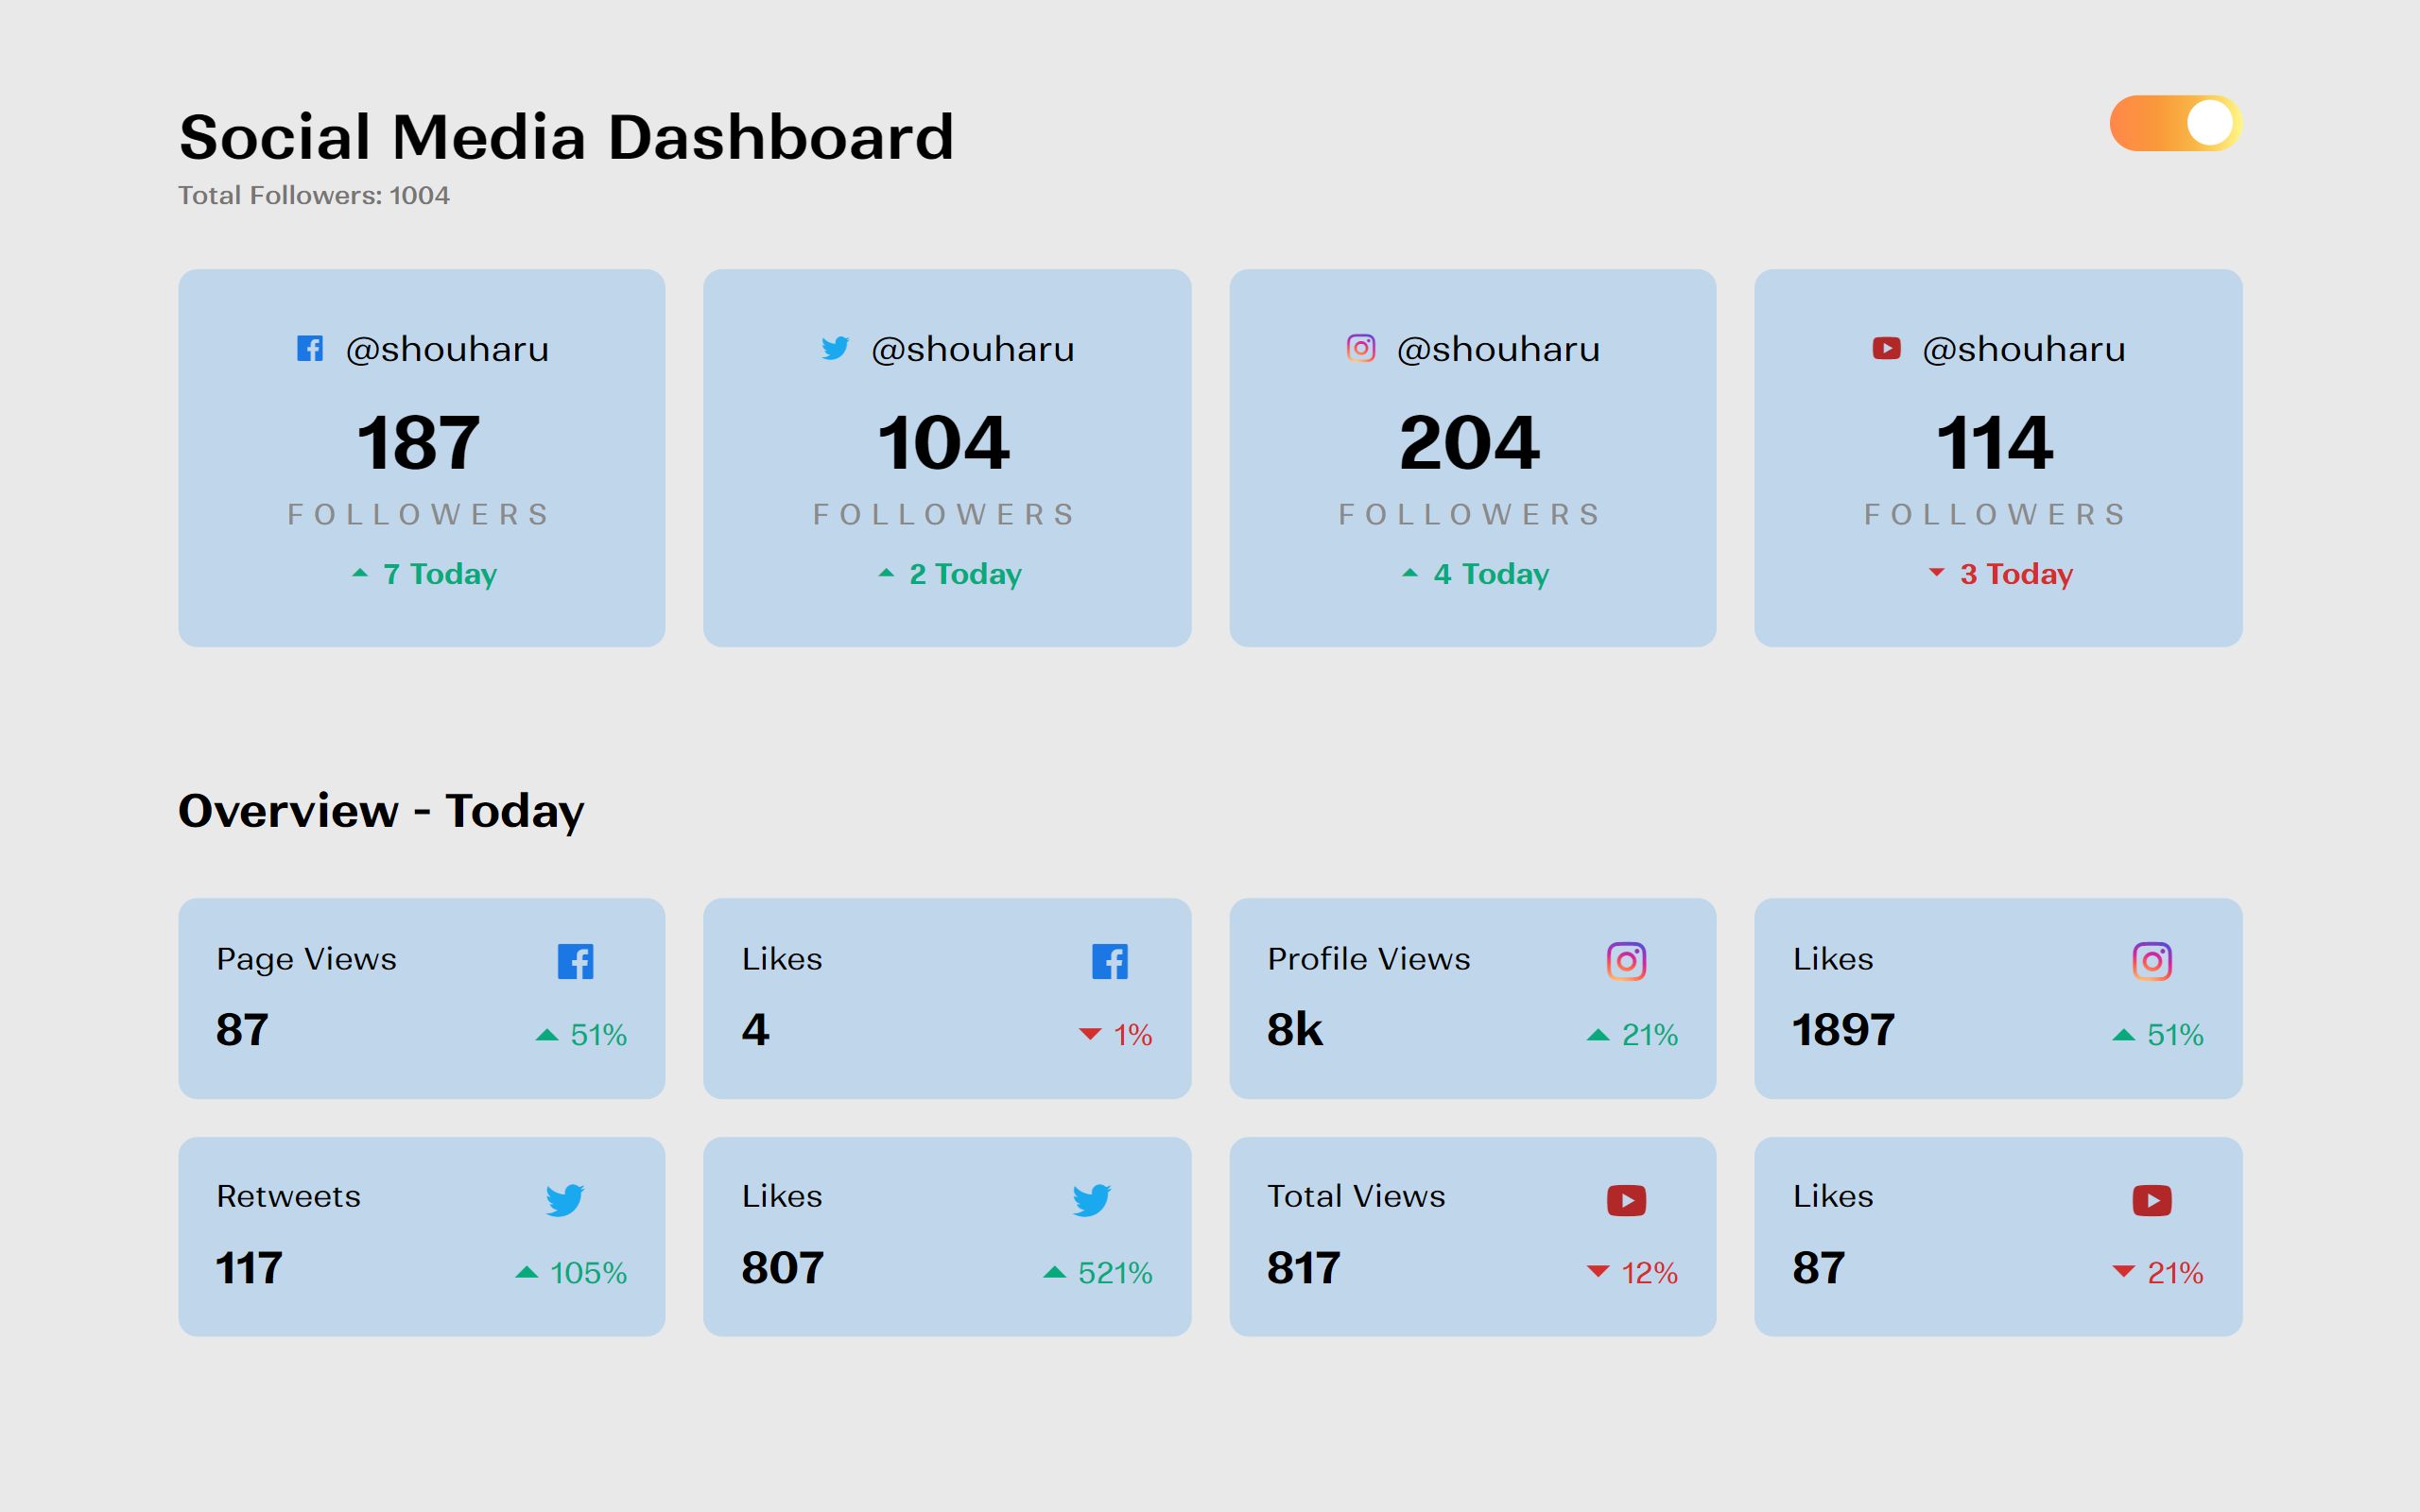 Social Media Dashboard
Total Followers: 1004
@shouharu
187
FOLLOWERS
7 Today
@shouharu
104
FOLLOWERS
2 Today
@shouharu
204
FOLLOWERS
4 Today
@shouharu
114
FOLLOWERS
3 Today
Overview - Today
Page Views
87
51%
Likes
4
1%
Profile Views
8k
21%
Likes
1897
51%
Retweets
117
105%
Likes
807
521%
Total Views
817
12%
Likes
87
21%